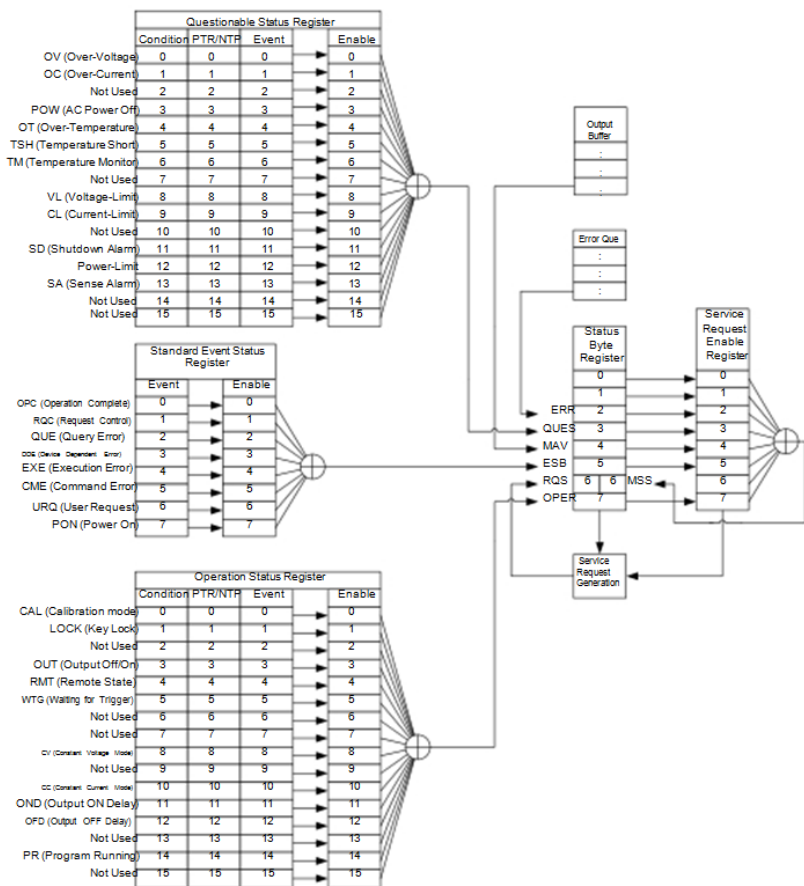 Questionable Status Register
Condition PTR/NTP Event Enable
OV (Over-Voltage) 0 0 0 0
OC (Over-Current) 1 1 1 1
Not Used 2 2 2 2
POW (AC Power Off) 3 3 3 3
OT (Over-Temperature) 4 4 4 4
TSH (Temperature Short) 5 5 5 5
TM (Temperature Monitor) 6 6 6 6
Not Used 7 7 7 7
VL (Voltage-Limit) 8 8 8 8
CL (Current-Limit) 9 9 9 9
Not Used 10 10 10 10
SD (Shutdown Alarm) 11 11 11 11
Power-Limit 12 12 12 12
SA (Sense Alarm) 13 13 13 13
Not Used 14 14 14 14
Not Used 15 15 15 15
Output
Buffer
:
:
:
Error Que
:
:
:
Standard Event Status
Register
Event Enable
OPC (Operation Complete) 0 0
RQC (Request Control) 1 1
QUE (Query Error) 2 2
DDE (Device Dependent Error) 3 3
EXE (Execution Error) 4 4
CME (Command Error) 5 5
URQ (User Request) 6 6
PON (Power On) 7 7
Status
Byte
Register
Service
Request
Enable
Register
0 0
1 1
ERR 2 2
QUES 3 3
MAV 4 4
ESB 5 5
RQS 6 6 MSS 6
OPER 7 7
Service
Request
Generation
Operation Status Register
Condition PTR/NTP Event Enable
CAL (Calibration mode) 0 0 0 0
LOCK (Key Lock) 1 1 1 1
Not Used 2 2 2 2
OUT (Output Off/On) 3 3 3 3
RMT (Remote State) 4 4 4 4
WTG (Waiting for Trigger) 5 5 5 5
Not Used 6 6 6 6
Not Used 7 7 7 7
CV (Constant Voltage Mode) 8 8 8 8
Not Used 9 9 9 9
CC (Constant Current Mode) 10 10 10 10
OND (Output ON Delay) 11 11 11 11
OFD (Output OFF Delay) 12 12 12 12
Not Used 13 13 13 13
PR (Program Running) 14 14 14 14
Not Used 15 15 15 15